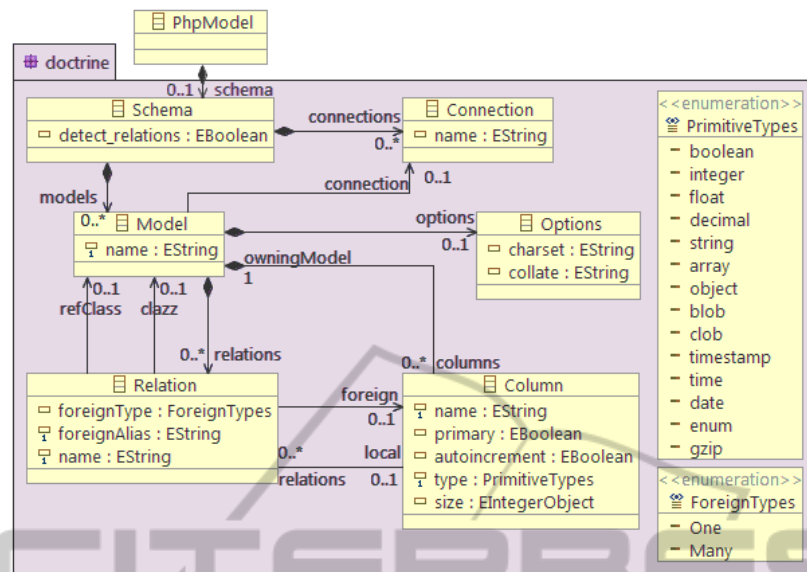 PhpModel
doctrine
0..1 schema
Schema
detect_relations : EBoolean
connections
0..*
Connection
name : EString
<<enumeration>>
PrimitiveTypes
boolean
integer
float
decimal
string
array
object
blob
clob
timestamp
time
date
enum
gzip
models
0..*
connection
0..1
Model
name : EString
options
0..1
Options
charset : EString
collate : EString
owningModel
1
0..1
refClass
0..1
clazz
0..* relations
0..* columns
Relation
foreignType : ForeignTypes
foreignAlias : EString
name : EString
foreign
0..1
0..*
relations
local
0..1
Column
name : EString
primary : EBoolean
autoincrement : EBoolean
type : PrimitiveTypes
size : EIntegerObject
<<enumeration>>
ForeignTypes
One
Many